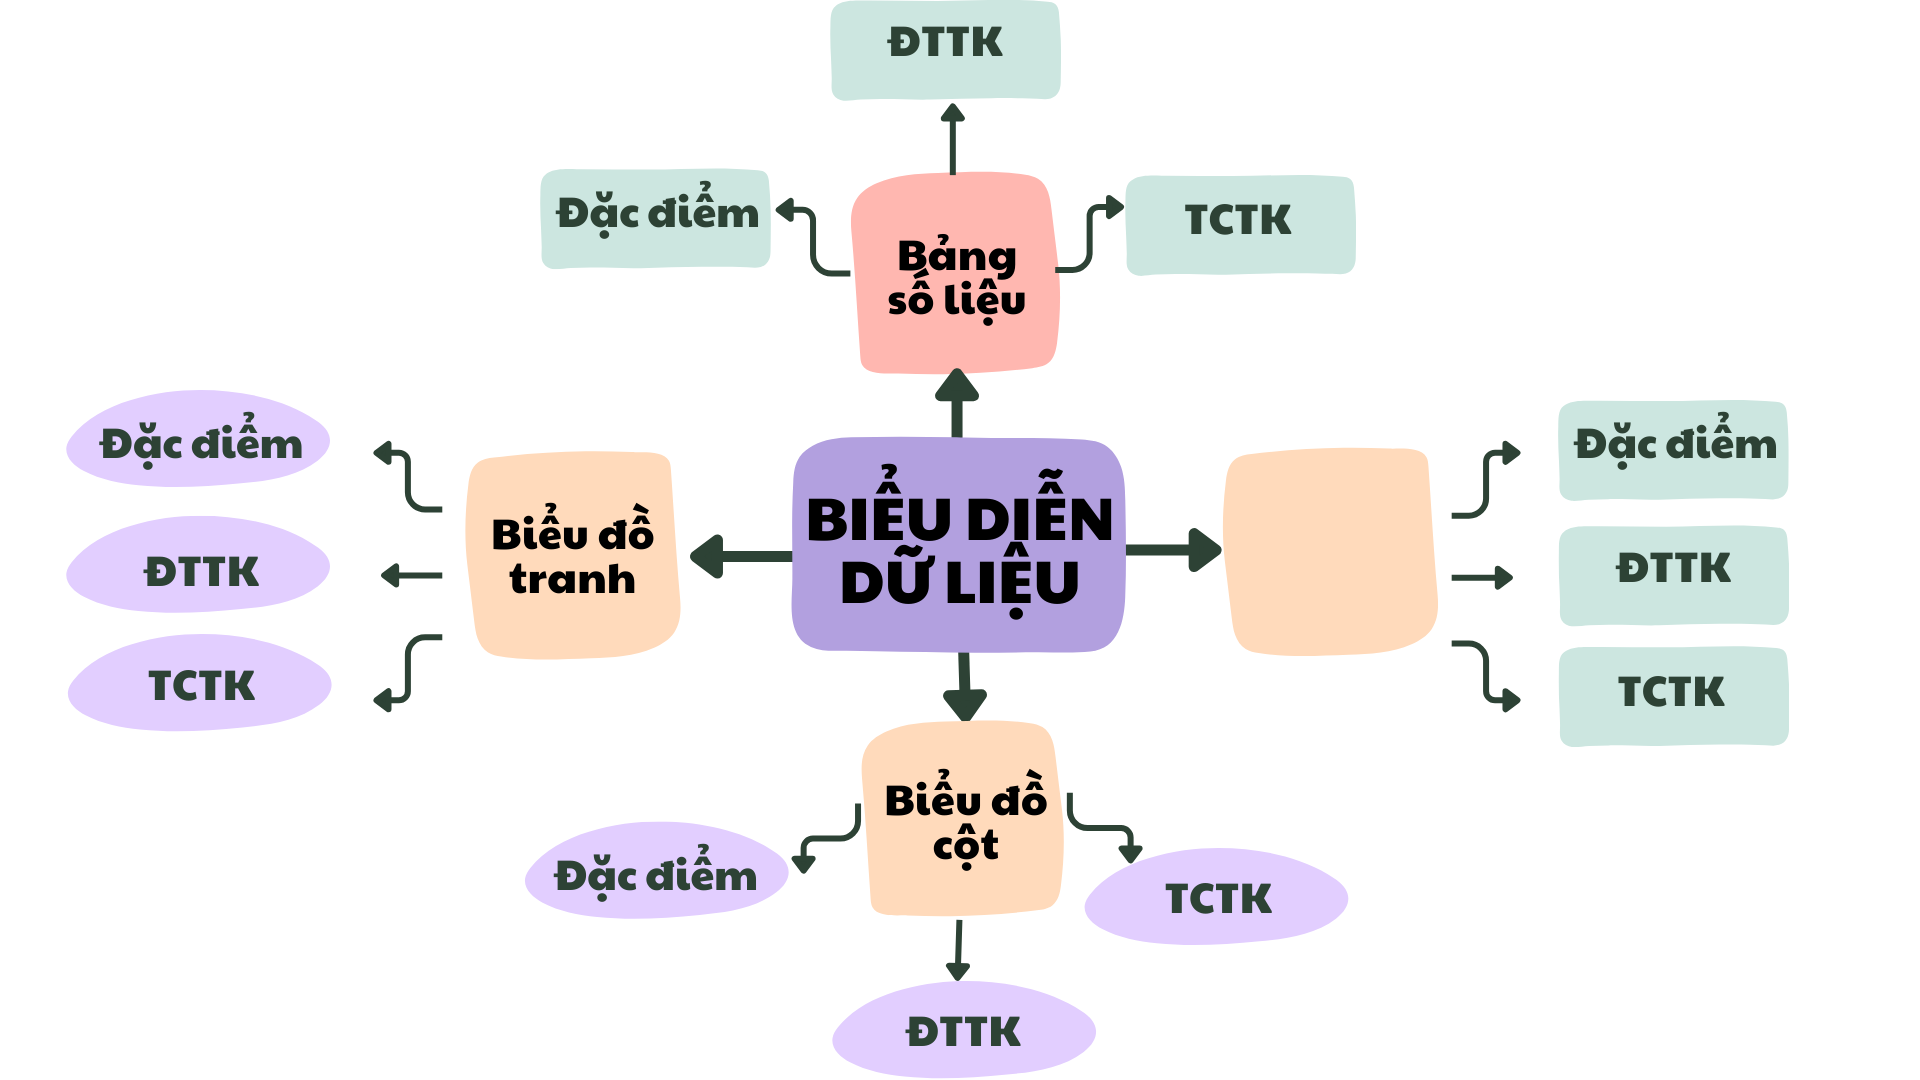 ĐTTK
Đặc điểm
TCTK
Bảng
số liệu
Đặc điểm
ĐTTK
TCTK
Biểu đồ
tranh
BIỂU DIỄN
DỮ LIỆU
Đặc điểm
ĐTTK
TCTK
Biểu đồ
cột
Đặc điểm
TCTK
ĐTTK